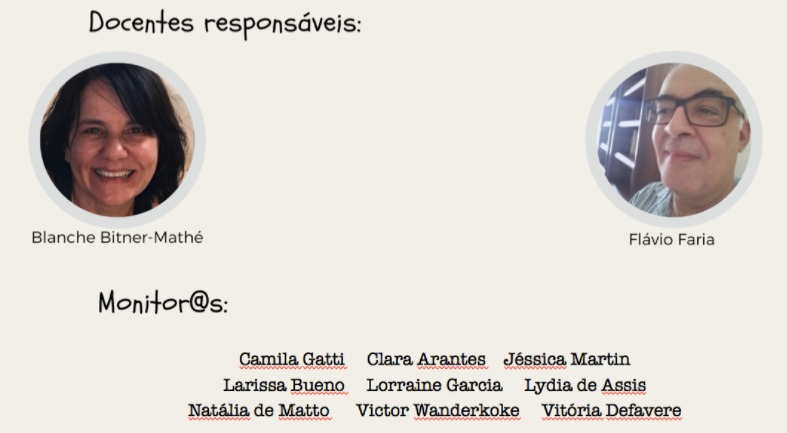 Docentes responsáveis:
Blanche Bitner-Mathé
Flávio Faria
Monitor@s:
Camila Gatti Clara Arantes Jéssica Martin
Larissa Bueno Lorraine Garcia Lydia de Assis
Natália de Matto Victor Wanderkoke Vitória Defavere